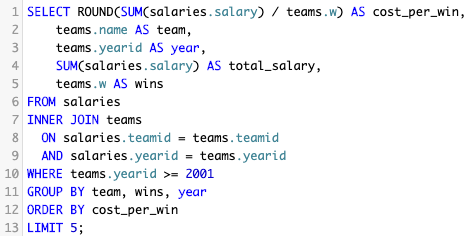 1 SELECT ROUND(SUM(salaries.salary) / teams.w) AS cost_per_win,
2     teams.name AS team,
3     teams.yearid AS year,
4     SUM(salaries.salary) AS total_salary,
5     teams.w AS wins
6 FROM salaries
7 INNER JOIN teams
8   ON salaries.teamid = teams.teamid
9   AND salaries.yearid = teams.yearid
10 WHERE teams.yearid >= 2001
11 GROUP BY team, wins, year
12 ORDER BY cost_per_win
13 LIMIT 5;